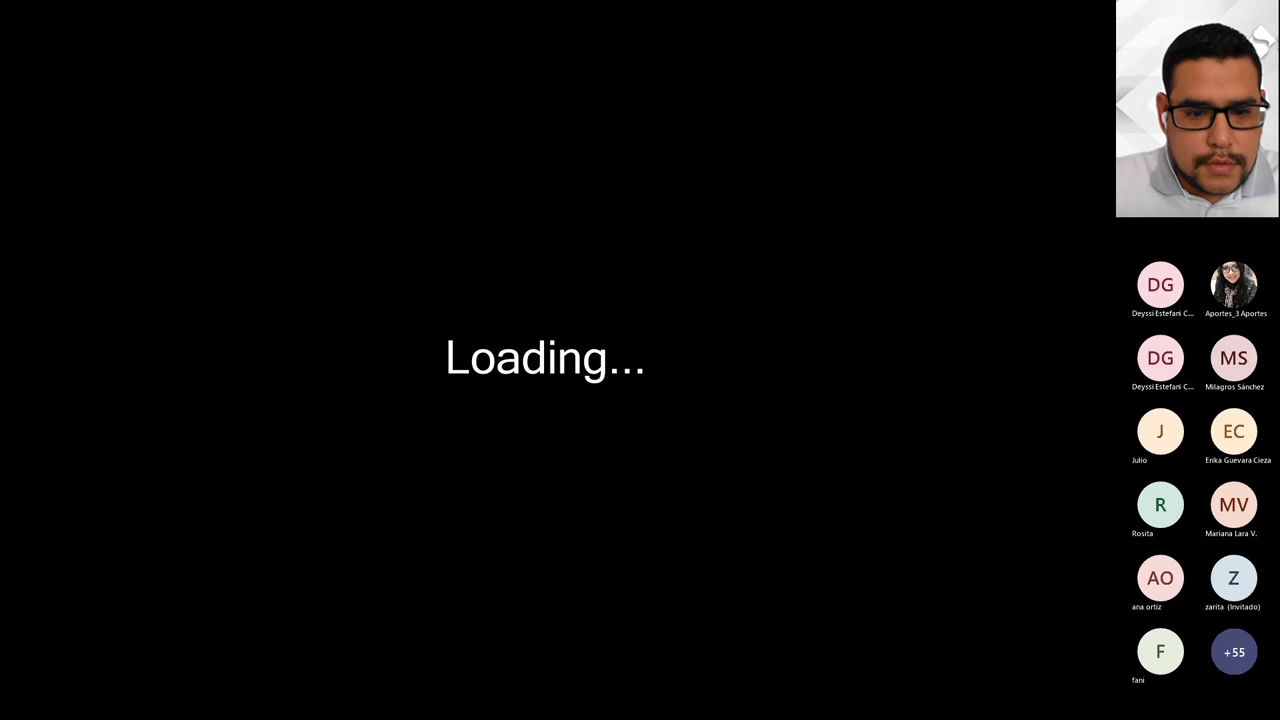 Loading...
DG
Deyssi Estefani C...
Aportes_3 Aportes
DG
MS
Deyssi Estefani C...
Milagros Sánchez
J
EC
Julio
Erika Guevara Cieza
R
MV
Rosita
Mariana Lara V.
AO
Z
ana ortiz
zarita (Invitado)
F
+55
fani